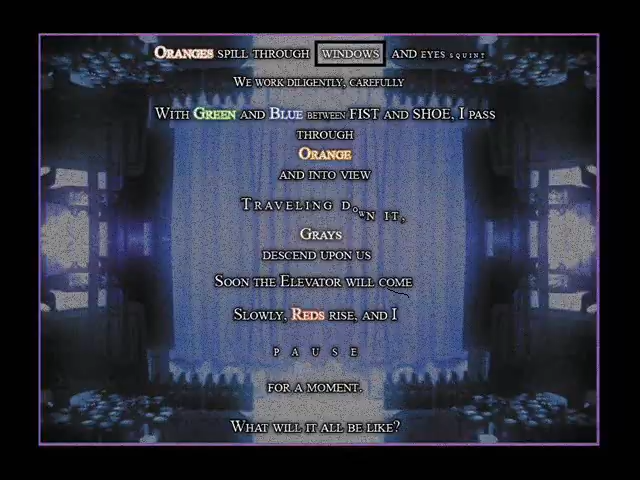 Oranges spill through windows and eyes squint
We work diligently, carefully
With Green and Blue between FIST and SHOE, I pass
through
Orange
and into view
Traveling down it,
Grays
descend upon us
Soon the Elevator will come
Slowly, Reds rise, and I
PAUSE
for a moment.
What will it all be like?